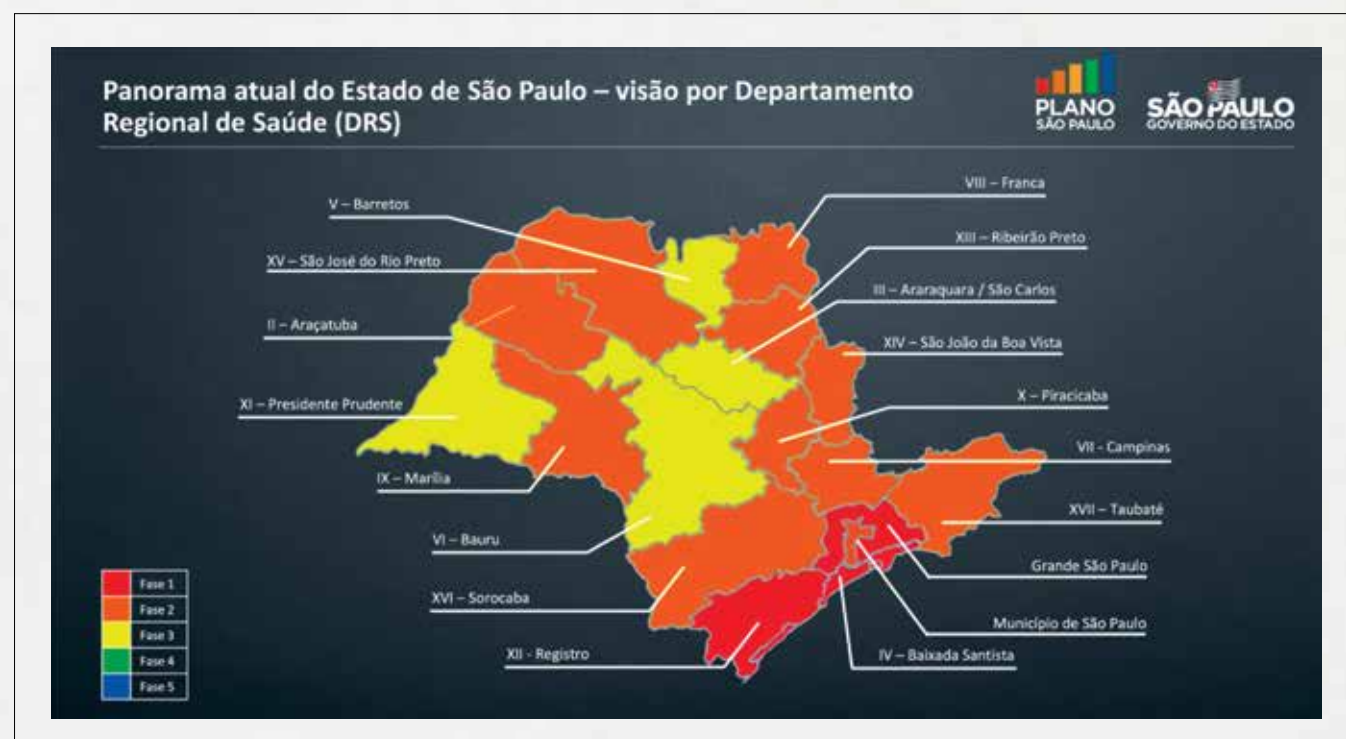 Panorama atual do Estado de São Paulo – visão por Departamento
Regional de Saúde (DRS)
PLANO
SÃO PAULO
SÃO PAULO
GOVERNO DO ESTADO
V – Barretos
XV – São José do Rio Preto
II – Araçatuba
XI – Presidente Prudente
IX – Marília
VI – Bauru
XVI – Sorocaba
XII - Registro
VIII – Franca
XIII – Ribeirão Preto
III – Araraquara / São Carlos
XIV – São João da Boa Vista
X – Piracicaba
VII - Campinas
XVII – Taubaté
Grande São Paulo
Município de São Paulo
IV – Baixada Santista
Fase 1
Fase 2
Fase 3
Fase 4
Fase 5